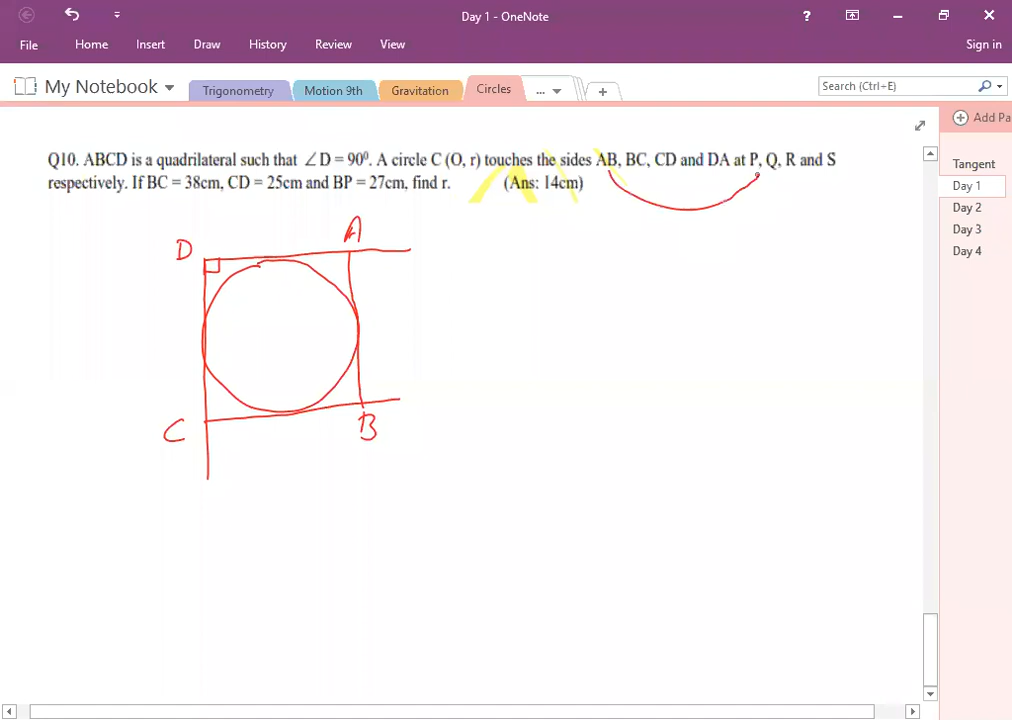 Day 1 - OneNote
?
File Home Insert Draw History Review View Sign in
My Notebook Trigonometry Motion 9th Gravitation Circles ... + Search (Ctrl+E)
Add Pa
Q10. ABCD is a quadrilateral such that ∠D = 90⁰. A circle C (O, r) touches the sides AB, BC, CD and DA at P, Q, R and S
respectively. If BC = 38cm, CD = 25cm and BP = 27cm, find r. (Ans: 14cm)
Tangent
Day 1
Day 2
Day 3
Day 4
D A
C B